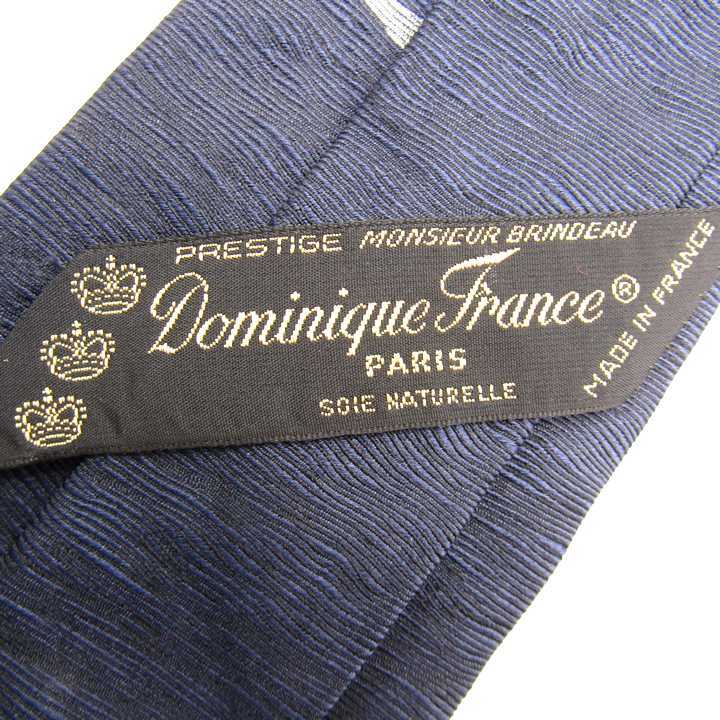 PRESTIGE MONSIEUR BRINDEAU
Dominique France®
PARIS
SOIE NATURELLE
MADE IN FRANCE